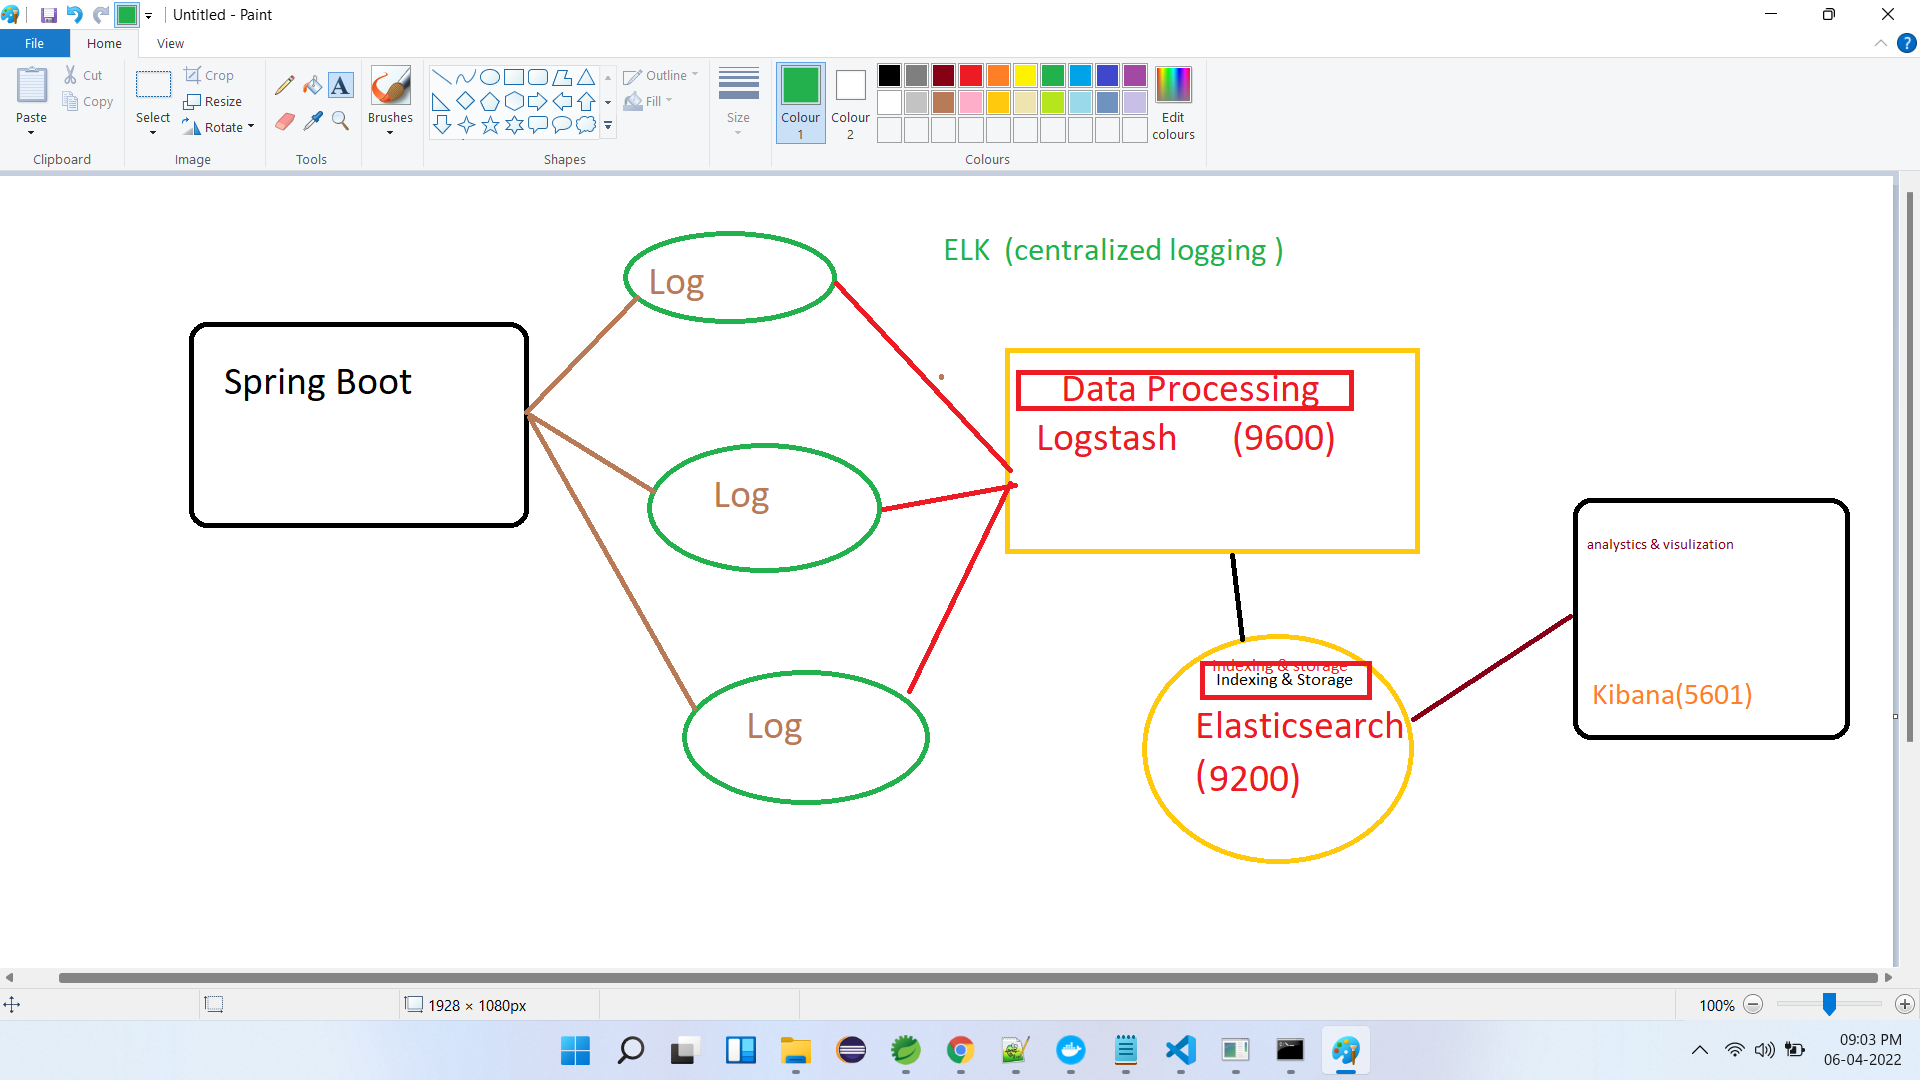 Untitled - Paint
File
Home
View
Paste
Cut
Copy
Clipboard
Select
Crop
Resize
Rotate
Image
A
Tools
Brushes
Outline
Fill
Shapes
Size
Colour 1
Colour 2
Edit colours
Colours
ELK (centralized logging )
Log
Spring Boot
Data Processing
Logstash (9600)
Log
analystics & visulization
indexing & storage
Indexing & Storage
Kibana(5601)
Log
Elasticsearch
(9200)
1928 × 1080px
100%
09:03 PM
06-04-2022